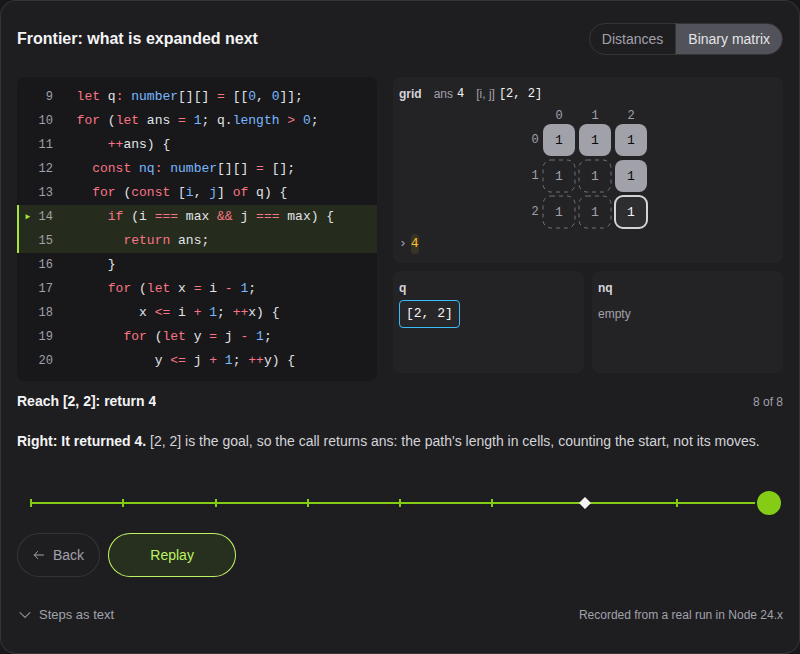 Frontier: what is expanded next
Distances
Binary matrix
9 let q: number[][] = [[0, 0]];
10 for (let ans = 1; q.length > 0;
11 ++ans) {
12 const nq: number[][] = [];
13 for (const [i, j] of q) {
14 if (i === max && j === max) {
15 return ans;
16 }
17 for (let x = i - 1;
18 x <= i + 1; ++x) {
19 for (let y = j - 1;
20 y <= j + 1; ++y) {
grid ans 4 [i, j] [2, 2]
0 1 2
0 1 1 1
1 1 1 1
2 1 1 1
› 4
q
[2, 2]
nq
empty
Reach [2, 2]: return 4
8 of 8
Right: It returned 4. [2, 2] is the goal, so the call returns ans: the path's length in cells, counting the start, not its moves.
← Back
Replay
Steps as text
Recorded from a real run in Node 24.x